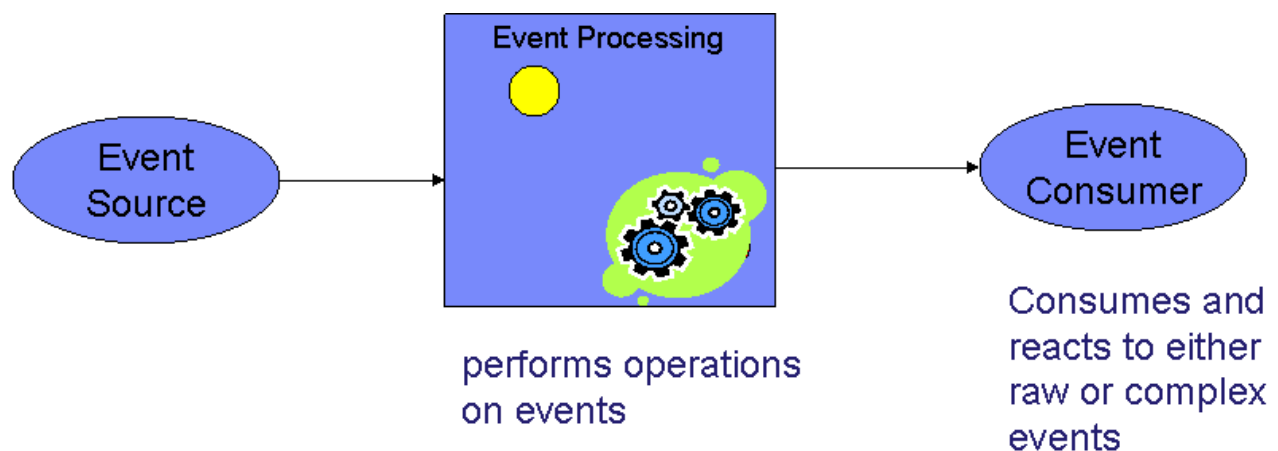 Event Processing
Event
Source
Event
Consumer
performs operations
on events
Consumes and
reacts to either
raw or complex
events